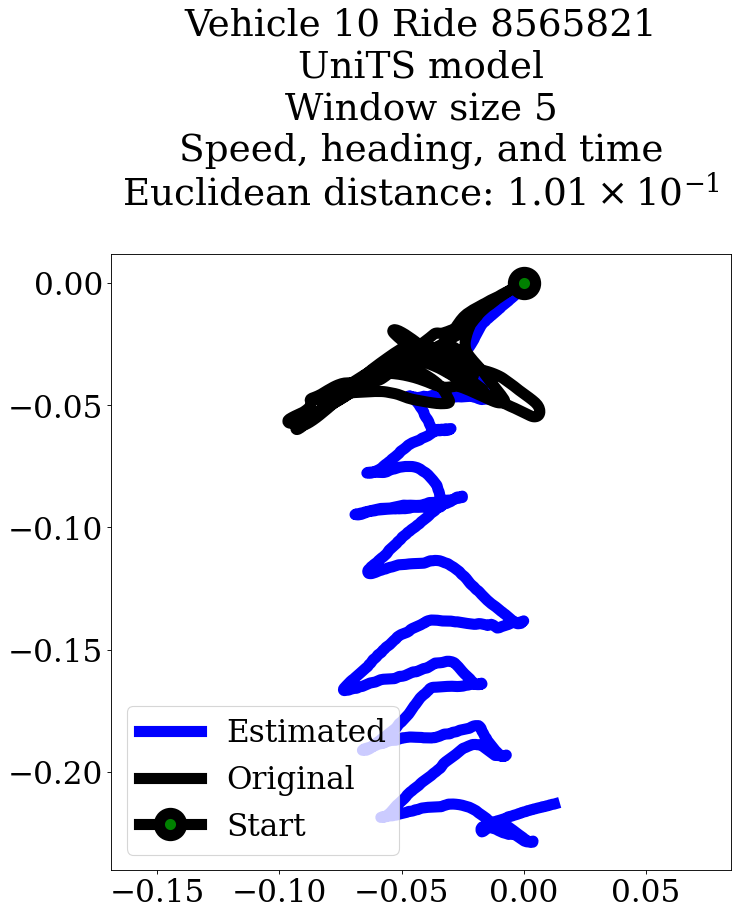 Vehicle 10 Ride 8565821
UniTS model
Window size 5
Speed, heading, and time
Euclidean distance: 1.01 × 10⁻¹
0.00
−0.05
−0.10
−0.15
−0.20
Estimated
Original
Start
−0.15 −0.10 −0.05 0.00 0.05